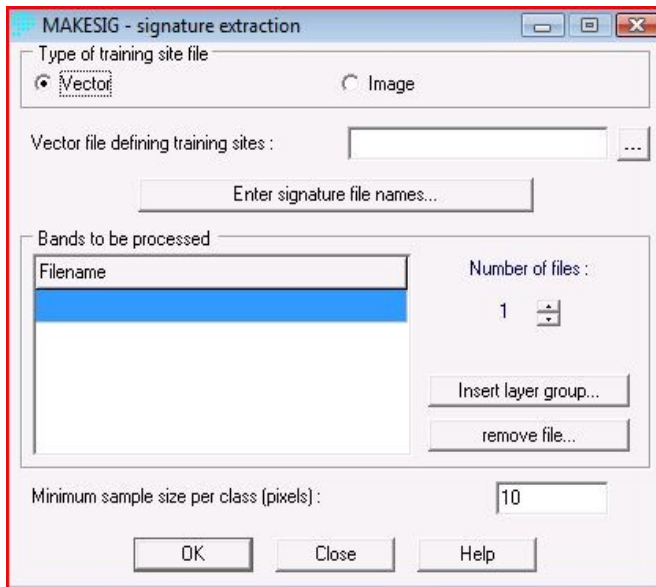 MAKESIG - signature extraction
Type of training site file
Vector
Image
Vector file defining training sites :
...
Enter signature file names...
Bands to be processed
Filename
Number of files :
1
Insert layer group...
remove file...
Minimum sample size per class (pixels) :
10
OK
Close
Help